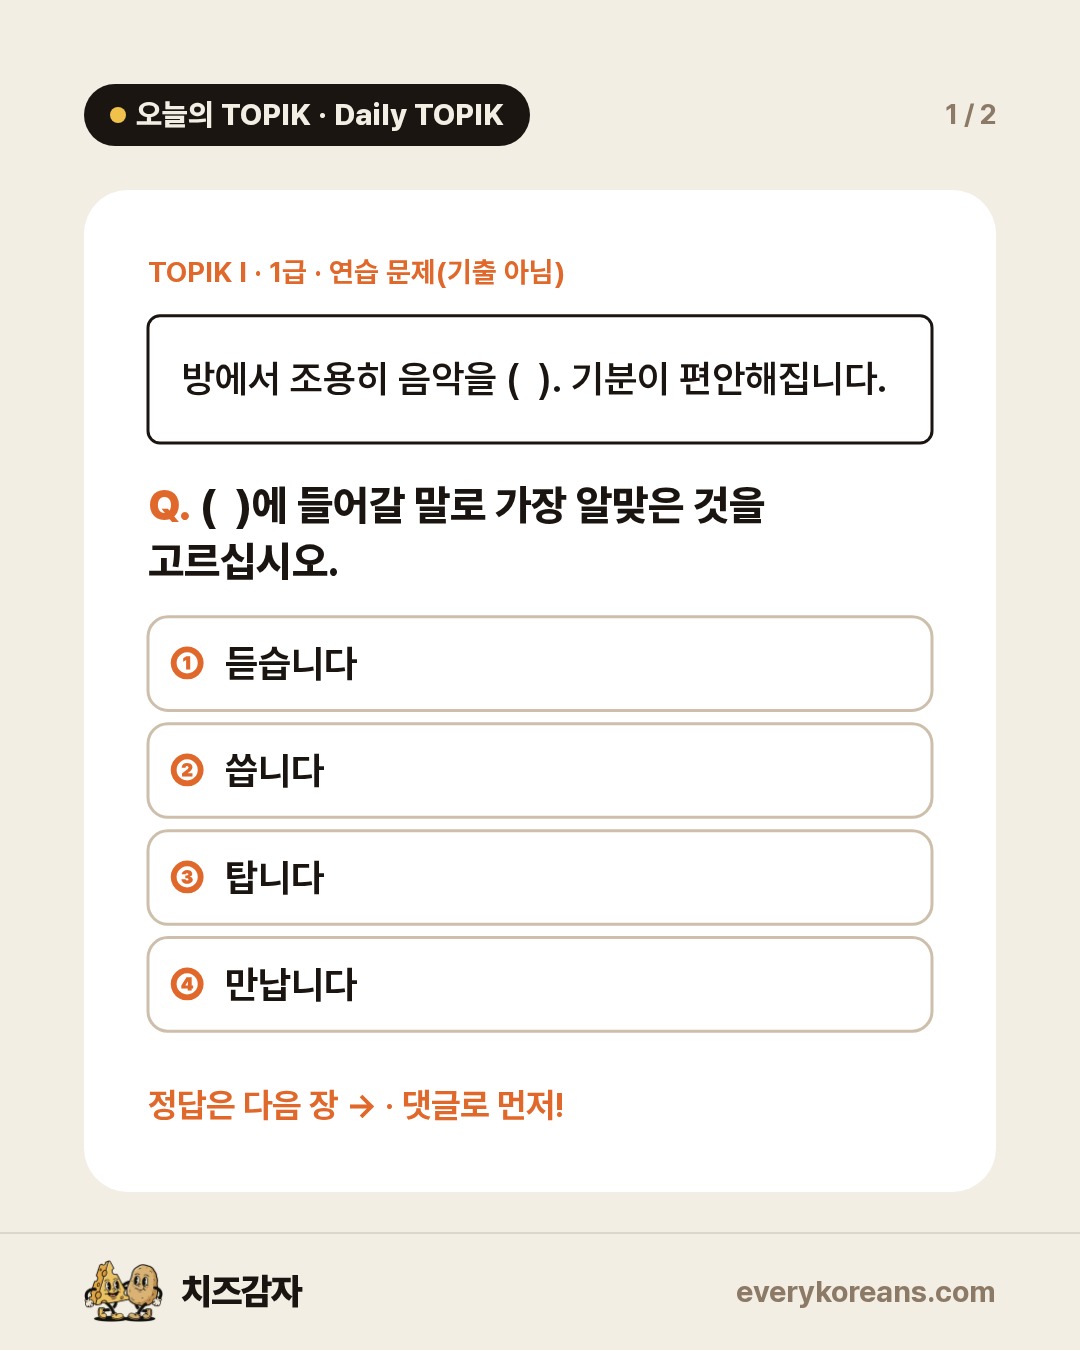 오늘의 TOPIK · Daily TOPIK
1 / 2
TOPIK I · 1급 · 연습 문제(기출 아님)
방에서 조용히 음악을 (  ). 기분이 편안해집니다.
Q. (  )에 들어갈 말로 가장 알맞은 것을
고르십시오.
① 듣습니다
② 씁니다
③ 탑니다
④ 만납니다
정답은 다음 장 → · 댓글로 먼저!
치즈감자
everykoreans.com